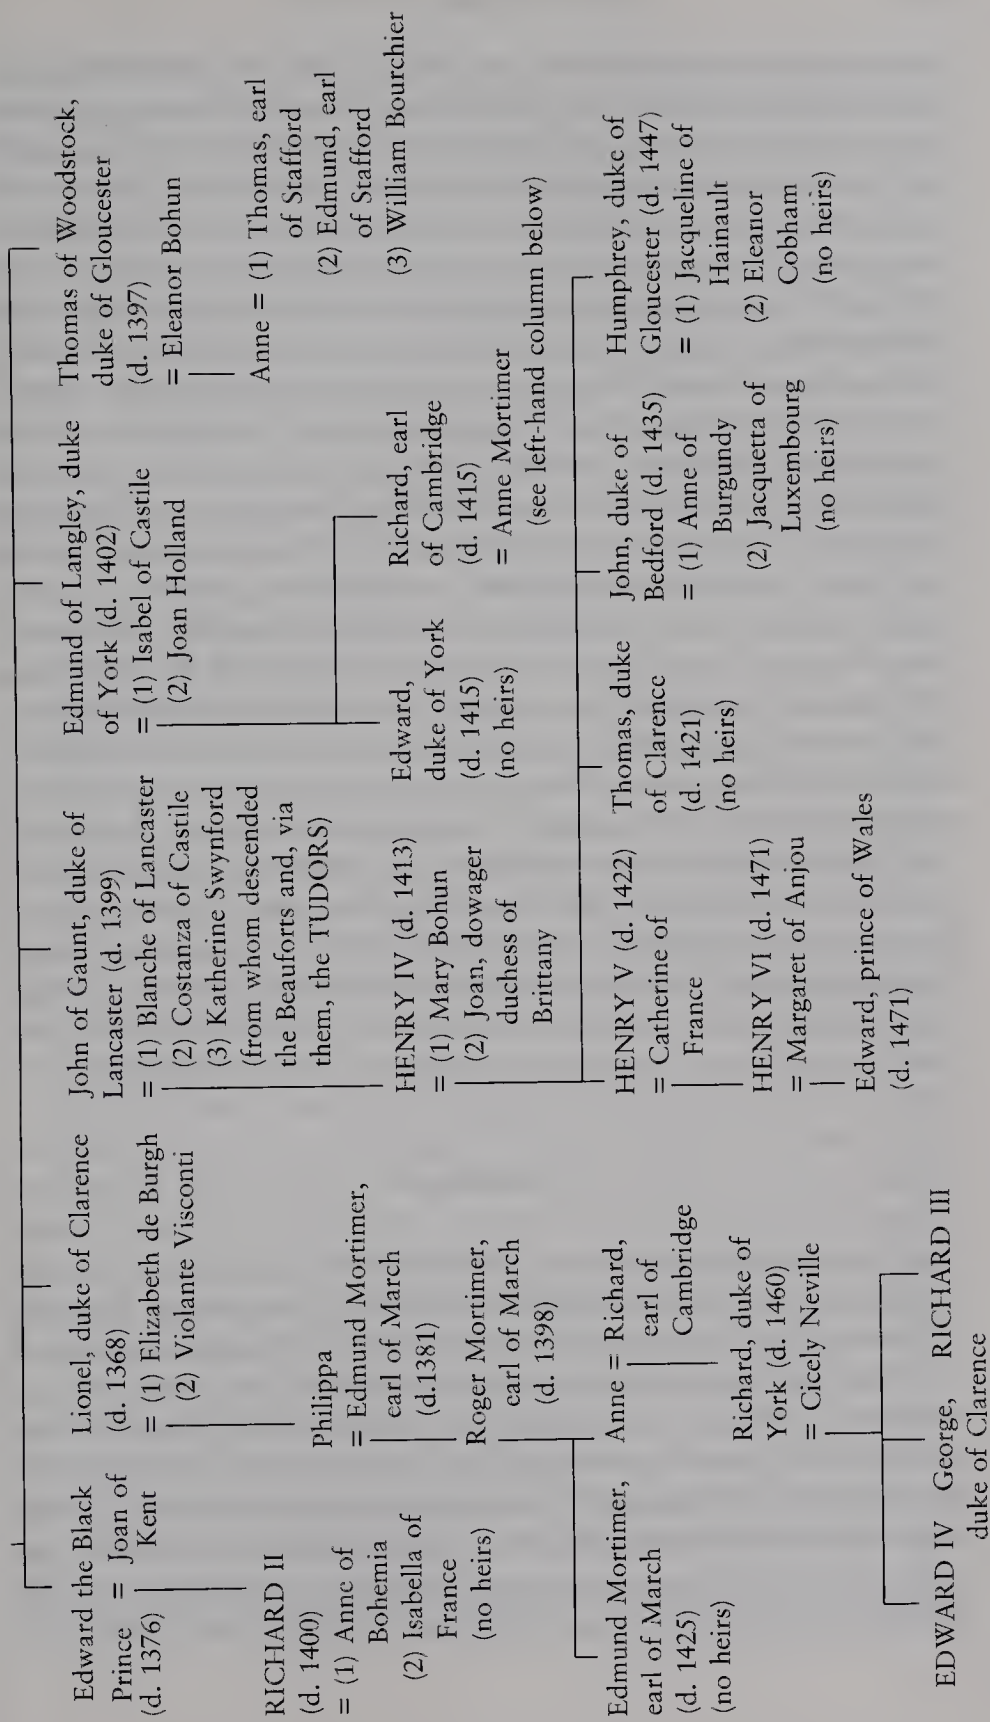 Edward the Black
Prince = Joan of
(d. 1376) Kent
RICHARD II
(d. 1400)
= (1) Anne of
Bohemia
(2) Isabella of
France
(no heirs)
Lionel, duke of Clarence
(d. 1368)
= (1) Elizabeth de Burgh
(2) Violante Visconti
Philippa
= Edmund Mortimer,
earl of March
(d.1381)
Roger Mortimer,
earl of March
(d. 1398)
Edmund Mortimer,
earl of March
(d. 1425)
(no heirs)
Anne = Richard,
earl of
Cambridge
Richard, duke of
York (d. 1460)
= Cicely Neville
EDWARD IV
George,
duke of Clarence
RICHARD III
John of Gaunt, duke of
Lancaster (d. 1399)
= (1) Blanche of Lancaster
(2) Costanza of Castile
(3) Katherine Swynford
(from whom descended
the Beauforts and, via
them, the TUDORS)
HENRY IV (d. 1413)
= (1) Mary Bohun
(2) Joan, dowager
duchess of
Brittany
HENRY V (d. 1422)
= Catherine of
France
HENRY VI (d. 1471)
= Margaret of Anjou
Edward, prince of Wales
(d. 1471)
Thomas, duke
of Clarence
(d. 1421)
(no heirs)
John, duke of
Bedford (d. 1435)
= (1) Anne of
Burgundy
(2) Jacquetta of
Luxembourg
(no heirs)
Humphrey, duke of
Gloucester (d. 1447)
= (1) Jacqueline of
Hainault
(2) Eleanor
Cobham
(no heirs)
Edmund of Langley, duke
of York (d. 1402)
= (1) Isabel of Castile
(2) Joan Holland
Edward,
duke of York
(d. 1415)
(no heirs)
Richard, earl
of Cambridge
(d. 1415)
= Anne Mortimer
(see left-hand column below)
Thomas of Woodstock,
duke of Gloucester
(d. 1397)
= Eleanor Bohun
Anne = (1) Thomas, earl
of Stafford
(2) Edmund, earl
of Stafford
(3) William Bourchier